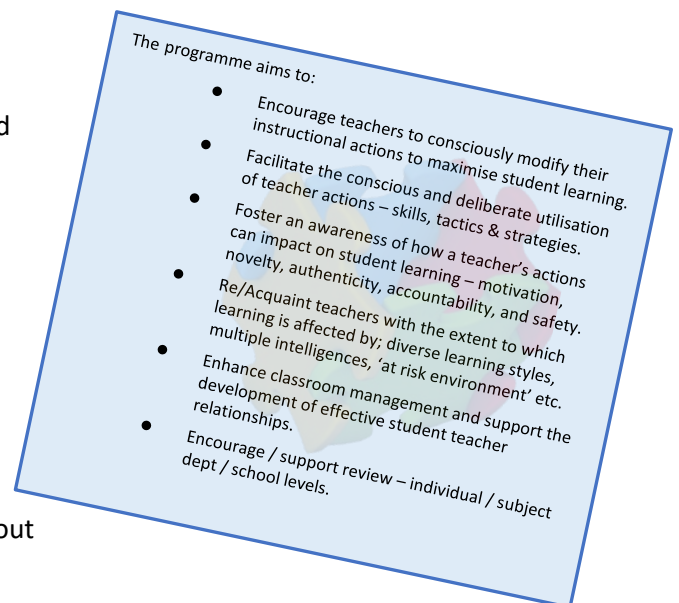 d
The programme aims to:
● Encourage teachers to consciously modify their
instructional actions to maximise student learning.
● Facilitate the conscious and deliberate utilisation
of teacher actions – skills, tactics & strategies.
● Foster an awareness of how a teacher's actions
can impact on student learning – motivation,
novelty, authenticity, accountability, and safety.
● Re/Acquaint teachers with the extent to which
learning is affected by; diverse learning styles,
multiple intelligences, 'at risk environment' etc.
● Enhance classroom management and support the
development of effective student teacher
relationships.
● Encourage / support review – individual / subject
dept / school levels.
out